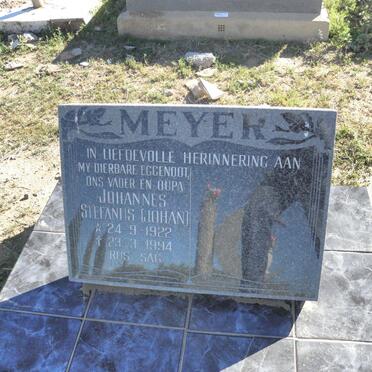 MEYER
IN LIEFDEVOLLE HERINNERING AAN
MY DIERBARE EGGENOOT,
ONS VADER EN OUPA
JOHANNES
STEFANUS (JOHAN)
* 24-9-1922
† 23-3-1994
RUS SAG